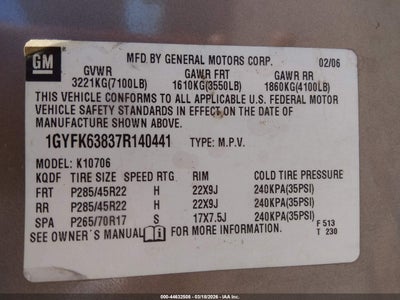 GM
MFD BY GENERAL MOTORS CORP. 02/06
GVWR GAWR FRT GAWR RR
3221KG(7100LB) 1610KG(3550LB) 1860KG(4100LB)
THIS VEHICLE CONFORMS TO ALL APPLICABLE U.S. FEDERAL MOTOR
VEHICLE SAFETY STANDARDS IN EFFECT ON THE DATE OF
MANUFACTURE SHOWN ABOVE.
1GYFK63837R140441 TYPE: M.P.V.
MODEL: K10706
KQDF TIRE SIZE SPEED RTG. RIM COLD TIRE PRESSURE
FRT P285/45R22 H 22X9J 240KPA(35PSI)
RR P285/45R22 H 22X9J 240KPA(35PSI)
SPA P265/70R17 S 17X7.5J 240KPA(35PSI)
SEE OWNER'S MANUAL FOR ADDITIONAL INFORMATION. F 513
T 230
000-44632508 - 03/18/2026 - IAAI.COM